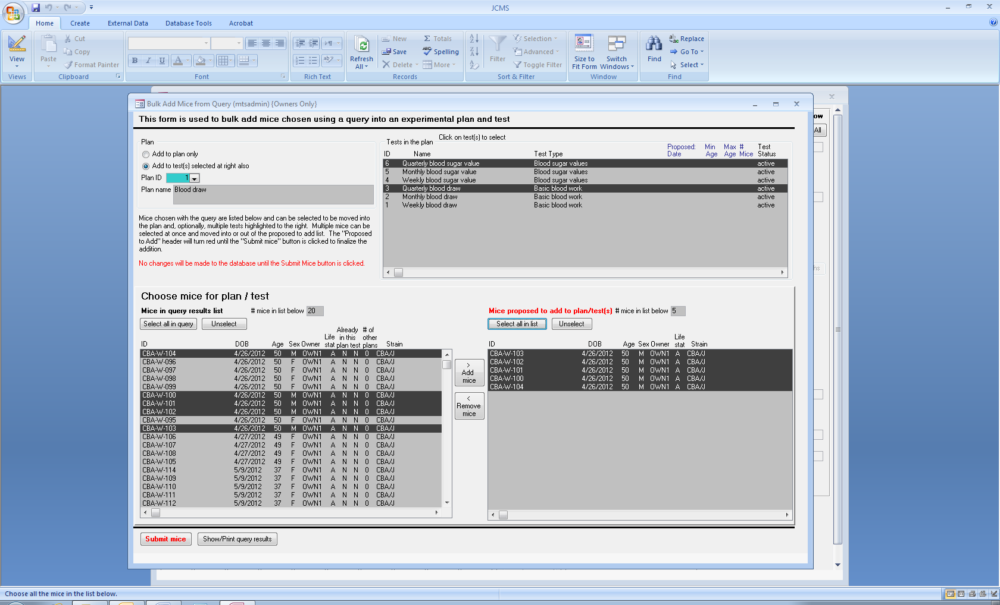 JCMS
Home Create External Data Database Tools Acrobat
View
Views
Paste
Cut
Copy
Format Painter
Clipboard
B I U A
Font
Rich Text
Refresh All
New
Save
Delete
Totals
Spelling
More
Records
Filter
Selection
Advanced
Toggle Filter
Sort & Filter
Size to Fit Form
Switch Windows
Window
Find
Replace
Go To
Select
Find
Bulk Add Mice from Query (mtsadmin) {Owners Only}
This form is used to bulk add mice chosen using a query into an experimental plan and test
Plan
Add to plan only
Add to test(s) selected at right also
Plan ID 1
Plan name Blood draw
Mice chosen with the query are listed below and can be selected to be moved into
the plan and, optionally, multiple tests highlighted to the right. Multiple mice can be
selected at once and moved into or out of the proposed to add list. The "Proposed
to Add" header will turn red until the "Submit mice" button is clicked to finalize the
addition.
No changes will be made to the database until the Submit Mice button is clicked.
Tests in the plan Click on test(s) to select
ID Name Test Type Proposed: Date Min Age Max Age # Mice Test Status
6 Quarterly blood sugar value Blood sugar values active
5 Monthly blood sugar value Blood sugar values active
4 Weekly blood sugar value Blood sugar values active
3 Quarterly blood draw Basic blood work active
2 Monthly blood draw Basic blood work active
1 Weekly blood draw Basic blood work active
ow
All
hs
Choose mice for plan / test
Mice in query results list # mice in list below 20
Select all in query Unselect
ID DOB Age Sex Owner Life stat Already in this plan test # of other plans Strain
CBA-W-104 4/26/2012 50 M OWN1 A N N 0 CBA/J
CBA-W-096 4/26/2012 50 F OWN1 A N N 0 CBA/J
CBA-W-097 4/26/2012 50 F OWN1 A N N 0 CBA/J
CBA-W-098 4/26/2012 50 F OWN1 A N N 0 CBA/J
CBA-W-099 4/26/2012 50 F OWN1 A N N 0 CBA/J
CBA-W-100 4/26/2012 50 M OWN1 A N N 0 CBA/J
CBA-W-101 4/26/2012 50 M OWN1 A N N 0 CBA/J
CBA-W-102 4/26/2012 50 M OWN1 A N N 0 CBA/J
CBA-W-095 4/26/2012 50 F OWN1 A N N 0 CBA/J
CBA-W-103 4/26/2012 50 M OWN1 A N N 0 CBA/J
CBA-W-106 4/27/2012 49 F OWN1 A N N 0 CBA/J
CBA-W-107 4/27/2012 49 F OWN1 A N N 0 CBA/J
CBA-W-108 4/27/2012 49 F OWN1 A N N 0 CBA/J
CBA-W-105 4/27/2012 49 F OWN1 A N N 0 CBA/J
CBA-W-114 5/9/2012 37 F OWN1 A N N 0 CBA/J
CBA-W-109 5/9/2012 37 F OWN1 A N N 0 CBA/J
CBA-W-110 5/9/2012 37 F OWN1 A N N 0 CBA/J
CBA-W-111 5/9/2012 37 F OWN1 A N N 0 CBA/J
CBA-W-112 5/9/2012 37 F OWN1 A N N 0 CBA/J
> Add mice
< Remove mice
Mice proposed to add to plan/test(s) # mice in list below 5
Select all in list Unselect
ID DOB Age Sex Owner Life stat Strain
CBA-W-103 4/26/2012 50 M OWN1 A CBA/J
CBA-W-102 4/26/2012 50 M OWN1 A CBA/J
CBA-W-101 4/26/2012 50 M OWN1 A CBA/J
CBA-W-100 4/26/2012 50 M OWN1 A CBA/J
CBA-W-104 4/26/2012 50 M OWN1 A CBA/J
Submit mice Show/Print query results
Choose all the mice in the list below.